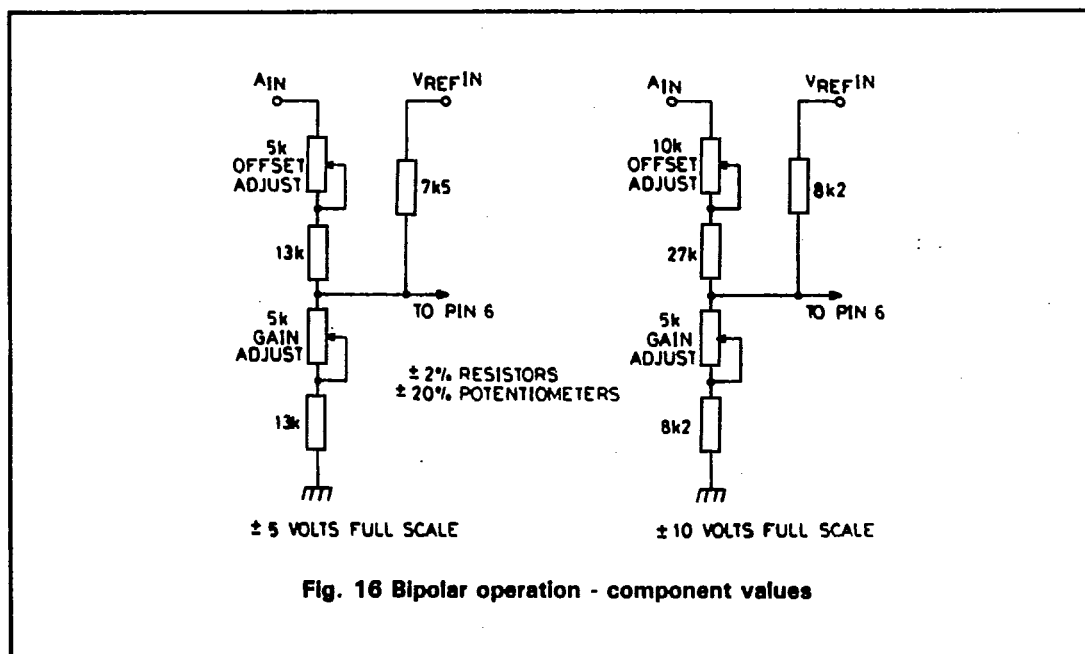 AIN
VREFIN
5k
OFFSET
ADJUST
7k5
13k
TO PIN 6
5k
GAIN
ADJUST
± 2% RESISTORS
± 20% POTENTIOMETERS
13k
± 5 VOLTS FULL SCALE
AIN
VREFIN
10k
OFFSET
ADJUST
8k2
27k
TO PIN 6
5k
GAIN
ADJUST
8k2
± 10 VOLTS FULL SCALE
Fig. 16 Bipolar operation - component values